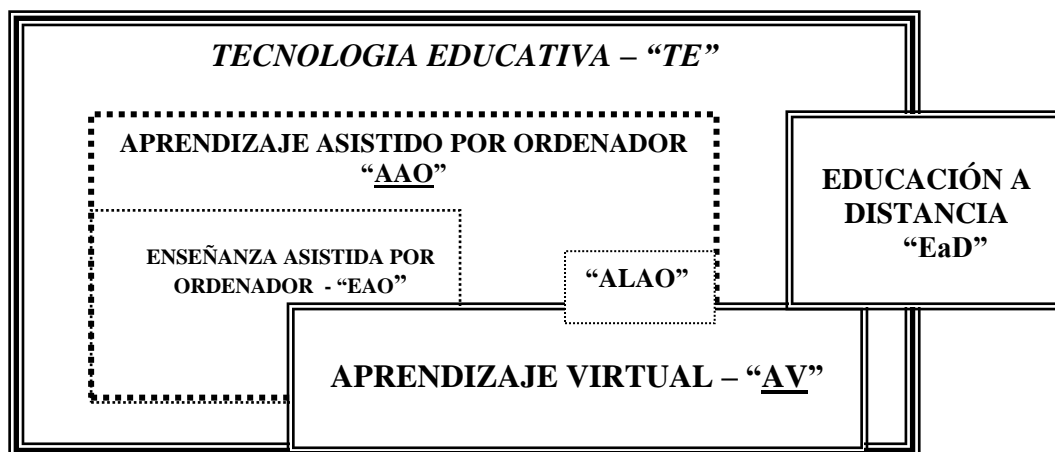 TECNOLOGIA EDUCATIVA – “TE”
APRENDIZAJE ASISTIDO POR ORDENADOR
“AAO”
ENSEÑANZA ASISTIDA POR
ORDENADOR - “EAO”
“ALAO”
EDUCACIÓN A
DISTANCIA
“EaD”
APRENDIZAJE VIRTUAL – “AV”